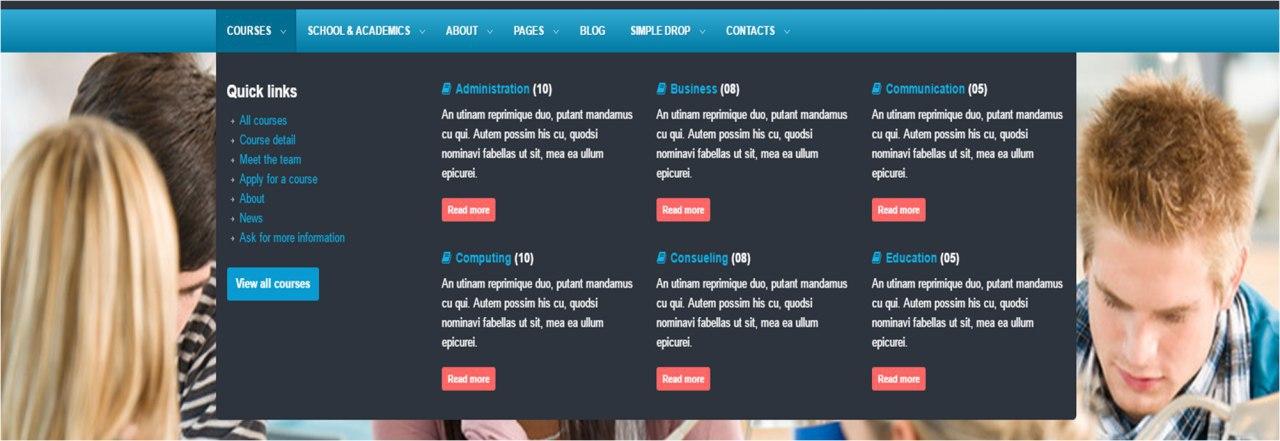 COURSES SCHOOL & ACADEMICS ABOUT PAGES BLOG SIMPLE DROP CONTACTS
Quick links
All courses
Course detail
Meet the team
Apply for a course
About
News
Ask for more information
View all courses
Administration (10)
An utinam reprimique duo, putant mandamus
cu qui. Autem possim his cu, quodsi
nominavi fabellas ut sit, mea ea ullum
epicurei.
Read more
Business (08)
An utinam reprimique duo, putant mandamus
cu qui. Autem possim his cu, quodsi
nominavi fabellas ut sit, mea ea ullum
epicurei.
Read more
Communication (05)
An utinam reprimique duo, putant mandamus
cu qui. Autem possim his cu, quodsi
nominavi fabellas ut sit, mea ea ullum
epicurei.
Read more
Computing (10)
An utinam reprimique duo, putant mandamus
cu qui. Autem possim his cu, quodsi
nominavi fabellas ut sit, mea ea ullum
epicurei.
Read more
Consueling (08)
An utinam reprimique duo, putant mandamus
cu qui. Autem possim his cu, quodsi
nominavi fabellas ut sit, mea ea ullum
epicurei.
Read more
Education (05)
An utinam reprimique duo, putant mandamus
cu qui. Autem possim his cu, quodsi
nominavi fabellas ut sit, mea ea ullum
epicurei.
Read more